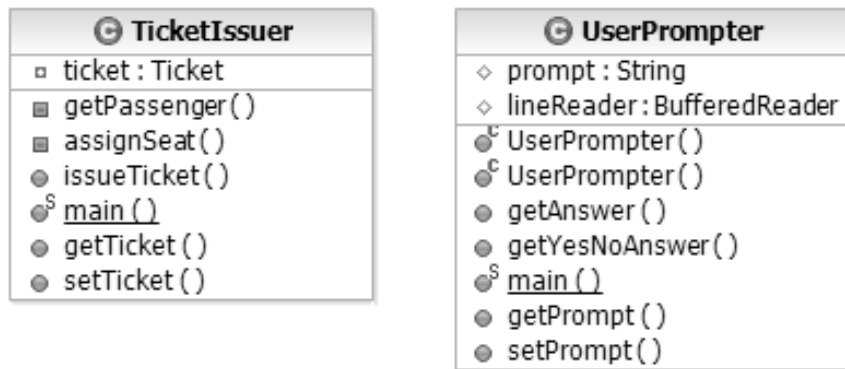 C TicketIssuer
ticket : Ticket
getPassenger()
assignSeat()
issueTicket()
S main ()
getTicket ()
setTicket ()
C UserPrompter
prompt : String
lineReader : BufferedReader
C UserPrompter()
C UserPrompter()
getAnswer ()
getYesNoAnswer()
S main ()
getPrompt ()
setPrompt()